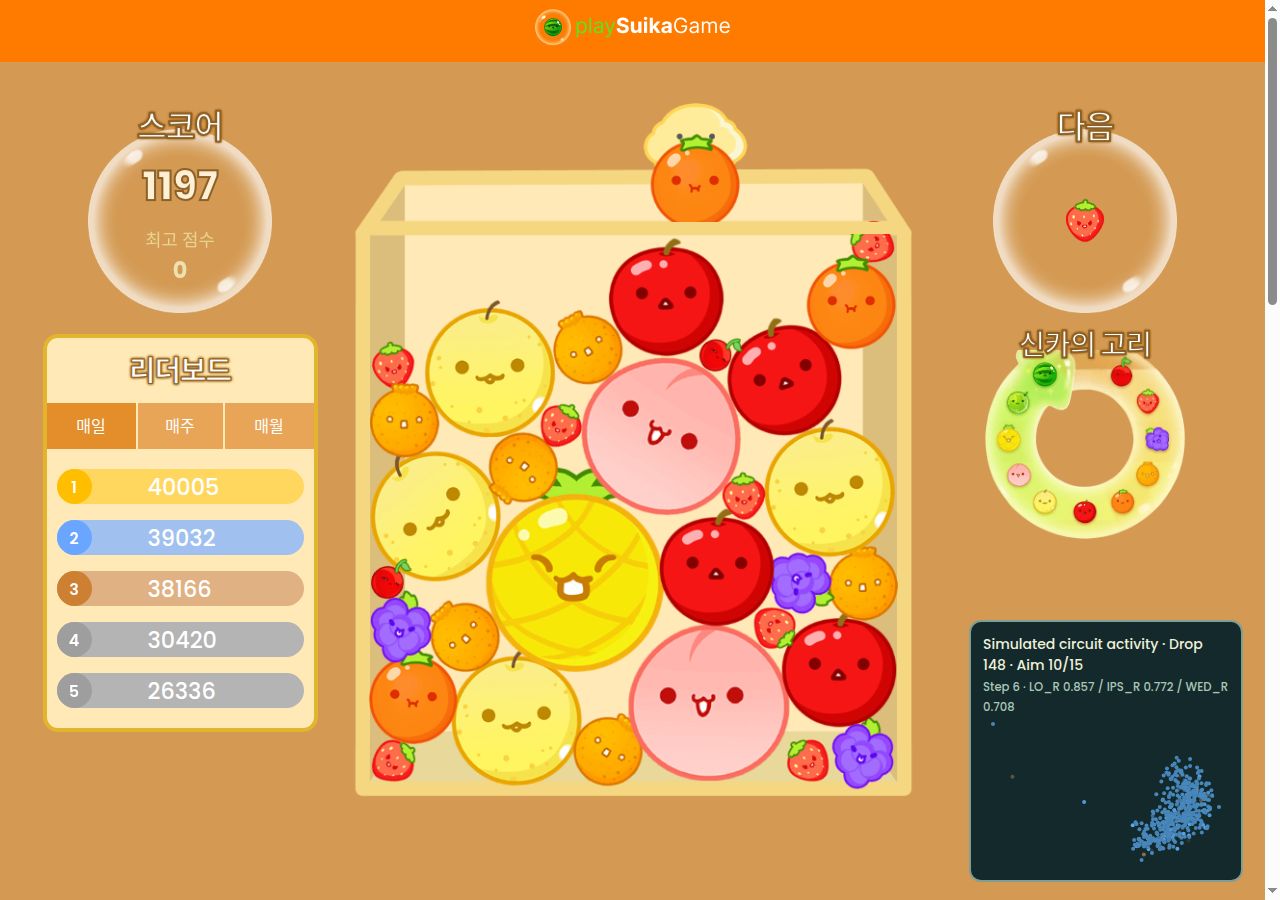 playSuikaGame
스코어
1197
최고 점수
0
리더보드
매일 매주 매월
1 40005
2 39032
3 38166
4 30420
5 26336
다음
신카의 고리
Simulated circuit activity · Drop
148 · Aim 10/15
Step 6 · LO_R 0.857 / IPS_R 0.772 / WED_R
0.708